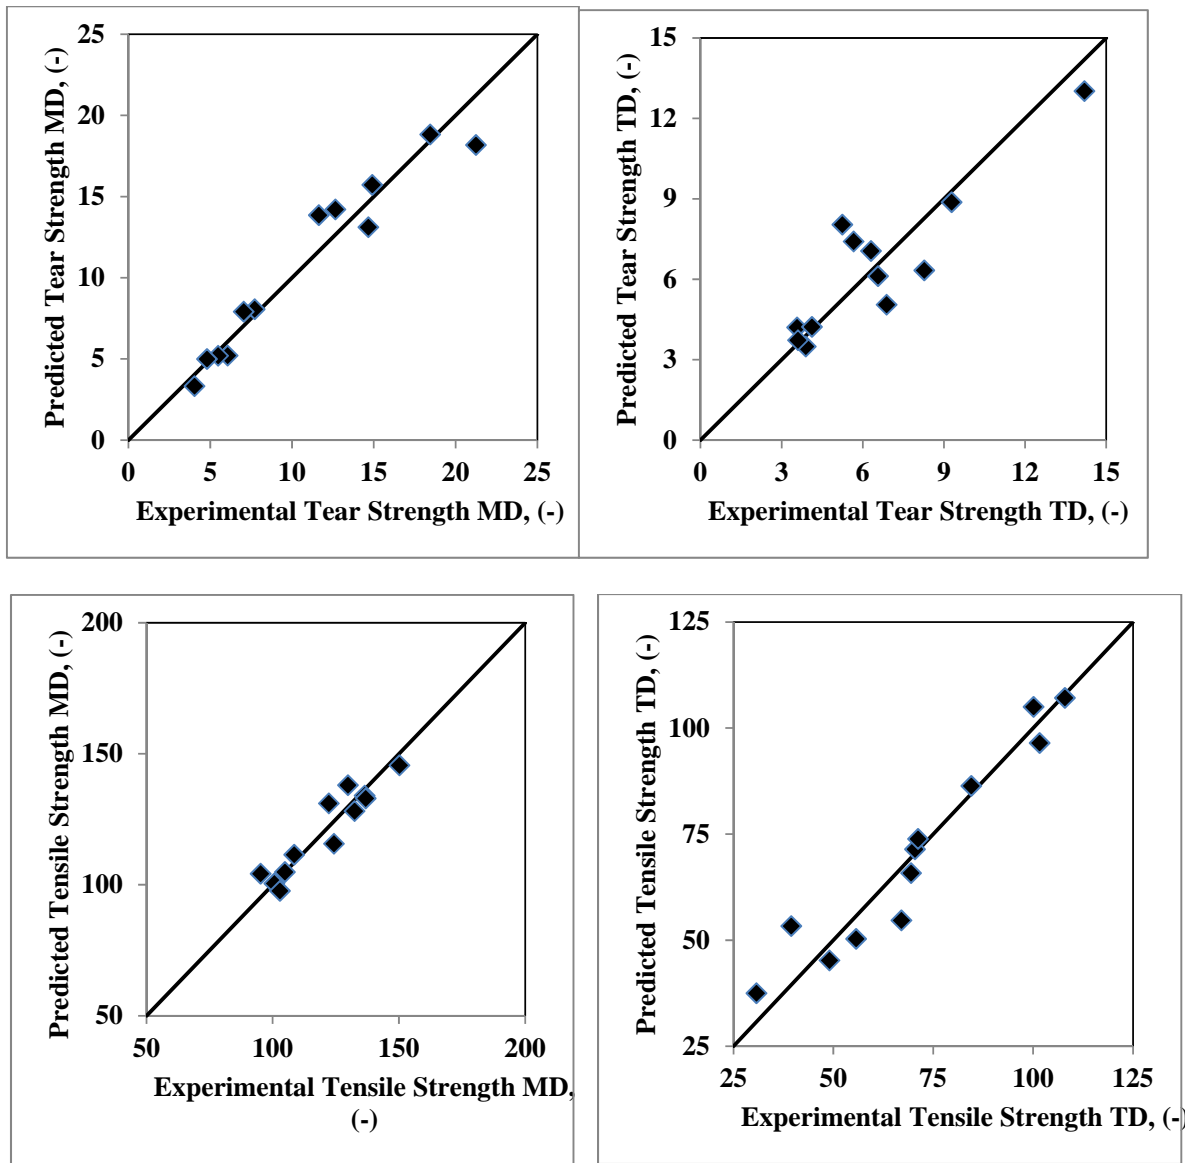 Predicted Tear Strength MD, (-)
25
20
15
10
5
0
0 5 10 15 20 25
Experimental Tear Strength MD, (-)
Predicted Tear Strength TD, (-)
15
12
9
6
3
0
0 3 6 9 12 15
Experimental Tear Strength TD, (-)
Predicted Tensile Strength MD, (-)
200
150
100
50
50 100 150 200
Experimental Tensile Strength MD,
(-)
Predicted Tensile Strength TD, (-)
125
100
75
50
25
25 50 75 100 125
Experimental Tensile Strength TD, (-)